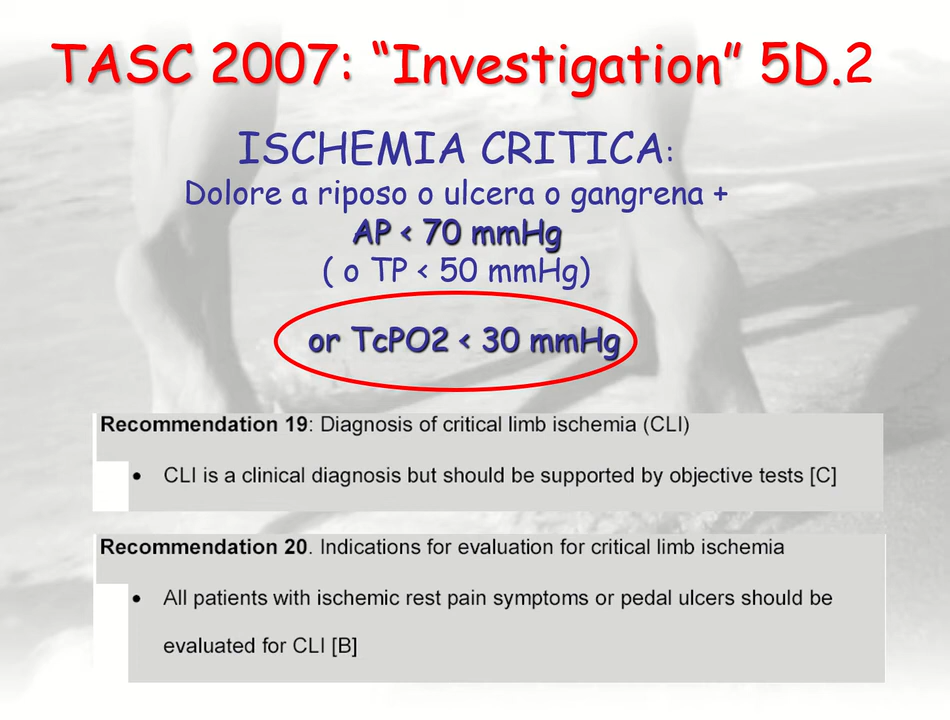 TASC 2007: “Investigation” 5D.2
ISCHEMIA CRITICA:
Dolore a riposo o ulcera o gangrena +
AP < 70 mmHg
( o TP < 50 mmHg)
or TcPO2 < 30 mmHg
Recommendation 19: Diagnosis of critical limb ischemia (CLI)
• CLI is a clinical diagnosis but should be supported by objective tests [C]
Recommendation 20. Indications for evaluation for critical limb ischemia
• All patients with ischemic rest pain symptoms or pedal ulcers should be
evaluated for CLI [B]